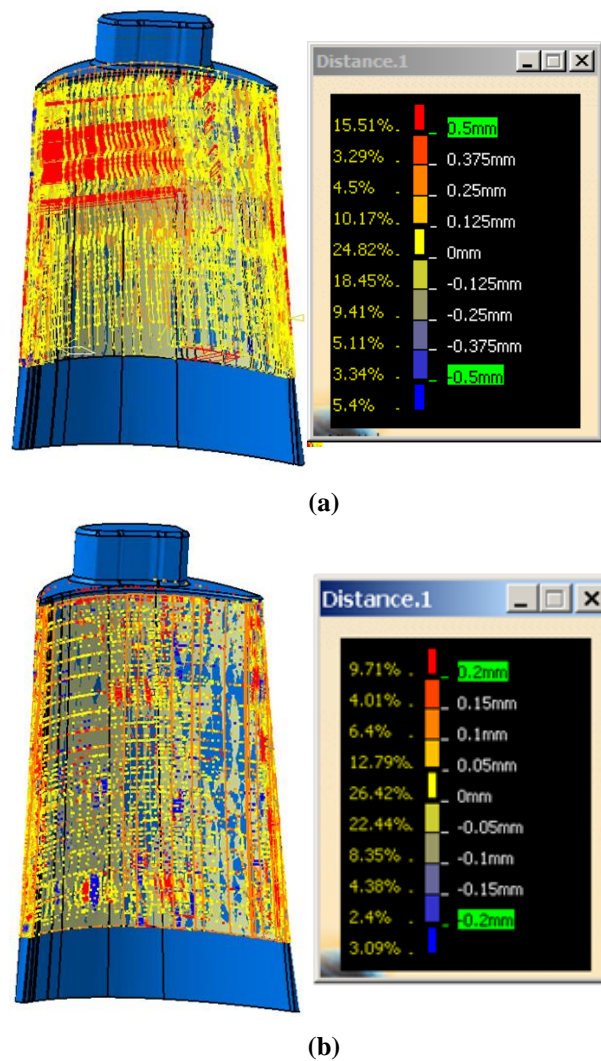 Distance.1
15.51%.
0.5mm
3.29% .
0.375mm
4.5% .
0.25mm
10.17% .
0.125mm
24.82% .
0mm
18.45% .
-0.125mm
9.41% .
-0.25mm
5.11% .
-0.375mm
3.34% .
-0.5mm
5.4% .
(a)
Distance.1
9.71% .
0.2mm
4.01% .
0.15mm
6.4% .
0.1mm
12.79%.
0.05mm
26.42% .
0mm
22.44% .
-0.05mm
8.35% .
-0.1mm
4.38% .
-0.15mm
2.4% .
-0.2mm
3.09% .
(b)